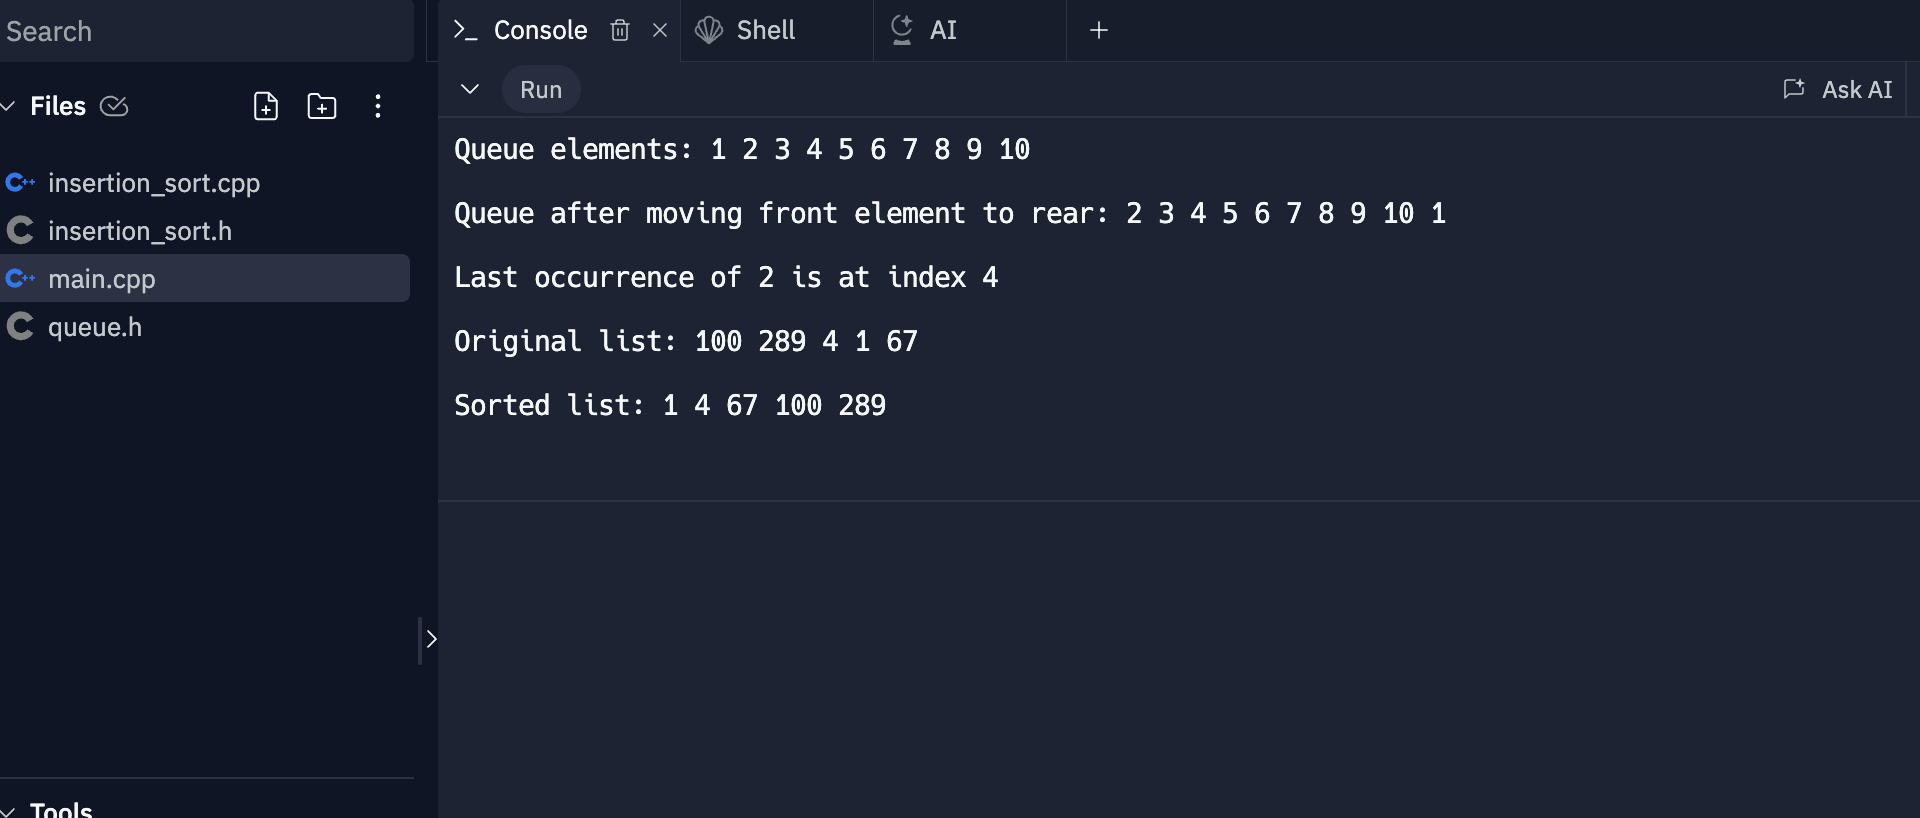 Search
Files
insertion_sort.cpp
insertion_sort.h
main.cpp
queue.h
Tools
Console
Shell
AI
Run
Ask AI
Queue elements: 1 2 3 4 5 6 7 8 9 10
Queue after moving front element to rear: 2 3 4 5 6 7 8 9 10 1
Last occurrence of 2 is at index 4
Original list: 100 289 4 1 67
Sorted list: 1 4 67 100 289